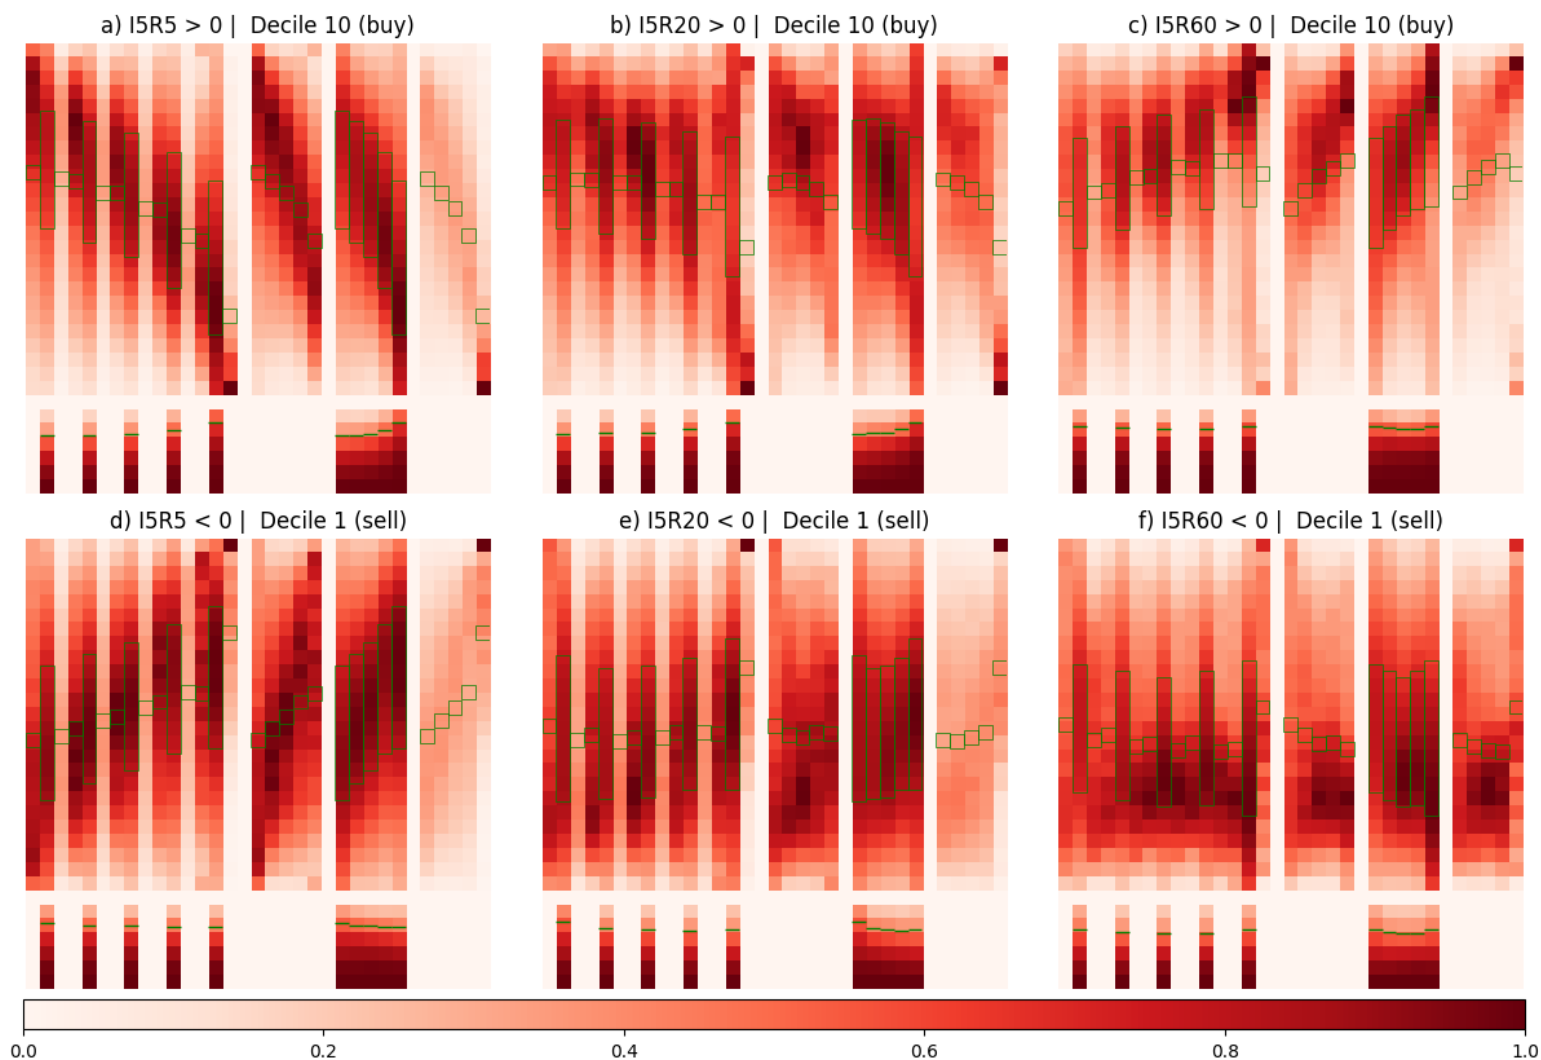 a) I5R5 > 0 | Decile 10 (buy)
b) I5R20 > 0 | Decile 10 (buy)
c) I5R60 > 0 | Decile 10 (buy)
d) I5R5 < 0 | Decile 1 (sell)
e) I5R20 < 0 | Decile 1 (sell)
f) I5R60 < 0 | Decile 1 (sell)
0.0 0.2 0.4 0.6 0.8 1.0